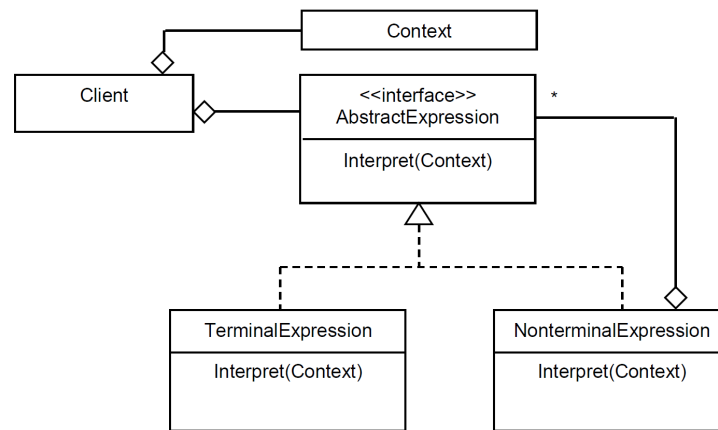 Context
Client
<<interface>>
AbstractExpression
*
Interpret(Context)
TerminalExpression
NonterminalExpression
Interpret(Context)
Interpret(Context)